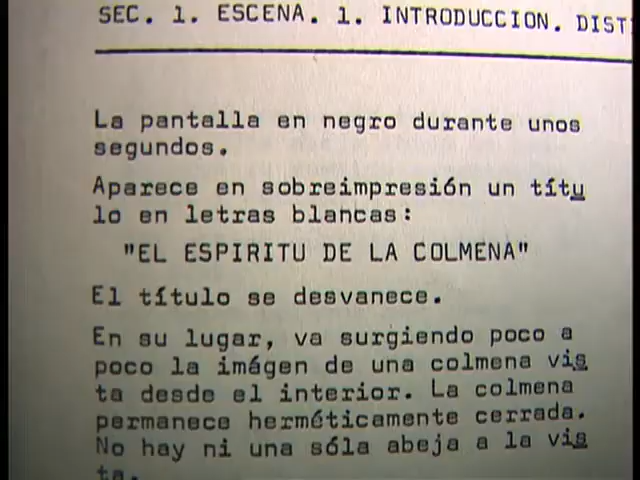 SEC. 1. ESCENA. 1. INTRODUCCION. DIST
La pantalla en negro durante unos
segundos.
Aparece en sobreimpresión un títu
lo en letras blancas:
"EL ESPIRITU DE LA COLMENA"
El título se desvanece.
En su lugar, va surgiendo poco a
poco la imágen de una colmena vis
ta desde el interior. La colmena
permanece herméticamente cerrada.
No hay ni una sóla abeja a la vis
ta.